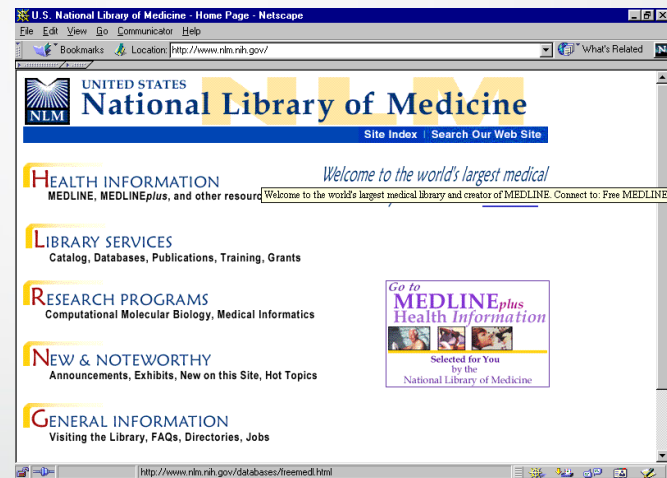 U.S. National Library of Medicine - Home Page - Netscape
File Edit View Go Communicator Help
Bookmarks Location: http://www.nlm.nih.gov/ What's Related N
UNITED STATES
National Library of Medicine
NLM
Site Index | Search Our Web Site
HEALTH INFORMATION
MEDLINE, MEDLINEplus, and other resourc
Welcome to the world's largest medical
Welcome to the world's largest medical library and creator of MEDLINE. Connect to: Free MEDLINE
LIBRARY SERVICES
Catalog, Databases, Publications, Training, Grants
RESEARCH PROGRAMS
Computational Molecular Biology, Medical Informatics
Go to
MEDLINEplus
Health Information
Selected for You
by the
National Library of Medicine
NEW & NOTEWORTHY
Announcements, Exhibits, New on this Site, Hot Topics
GENERAL INFORMATION
Visiting the Library, FAQs, Directories, Jobs
http://www.nlm.nih.gov/databases/freemedl.html